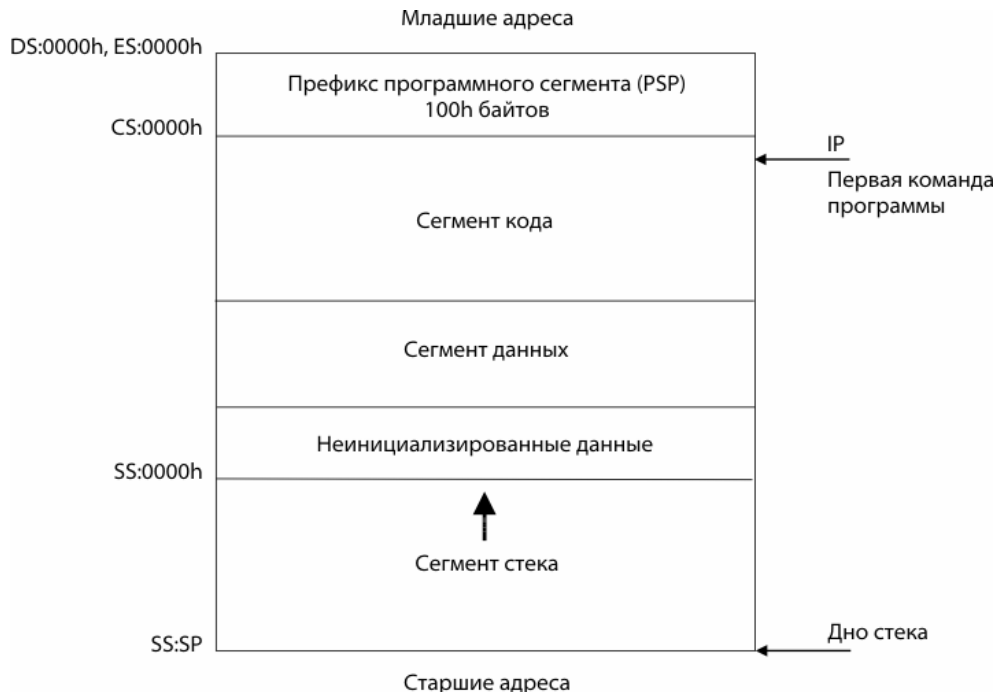 Младшие адреса
DS:0000h, ES:0000h
Префикс программного сегмента (PSP)
100h байтов
CS:0000h
IP
Первая команда
программы
Сегмент кода
Сегмент данных
Неинициализированные данные
SS:0000h
Сегмент стека
SS:SP
Дно стека
Старшие адреса